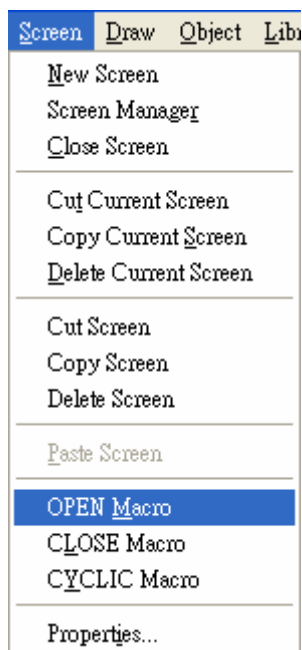 Screen Draw Object Libr
New Screen
Screen Manager
Close Screen
Cut Current Screen
Copy Current Screen
Delete Current Screen
Cut Screen
Copy Screen
Delete Screen
Paste Screen
OPEN Macro
CLOSE Macro
CYCLIC Macro
Properties...